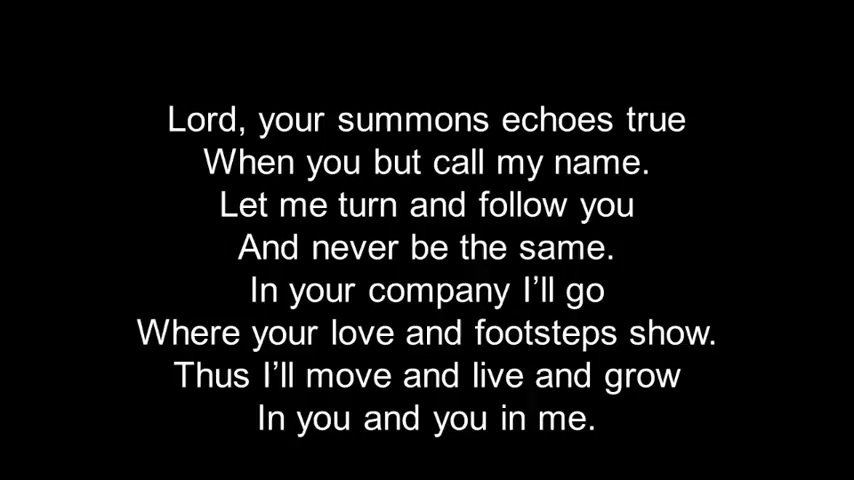 Lord, your summons echoes true
When you but call my name.
Let me turn and follow you
And never be the same.
In your company I’ll go
Where your love and footsteps show.
Thus I’ll move and live and grow
In you and you in me.